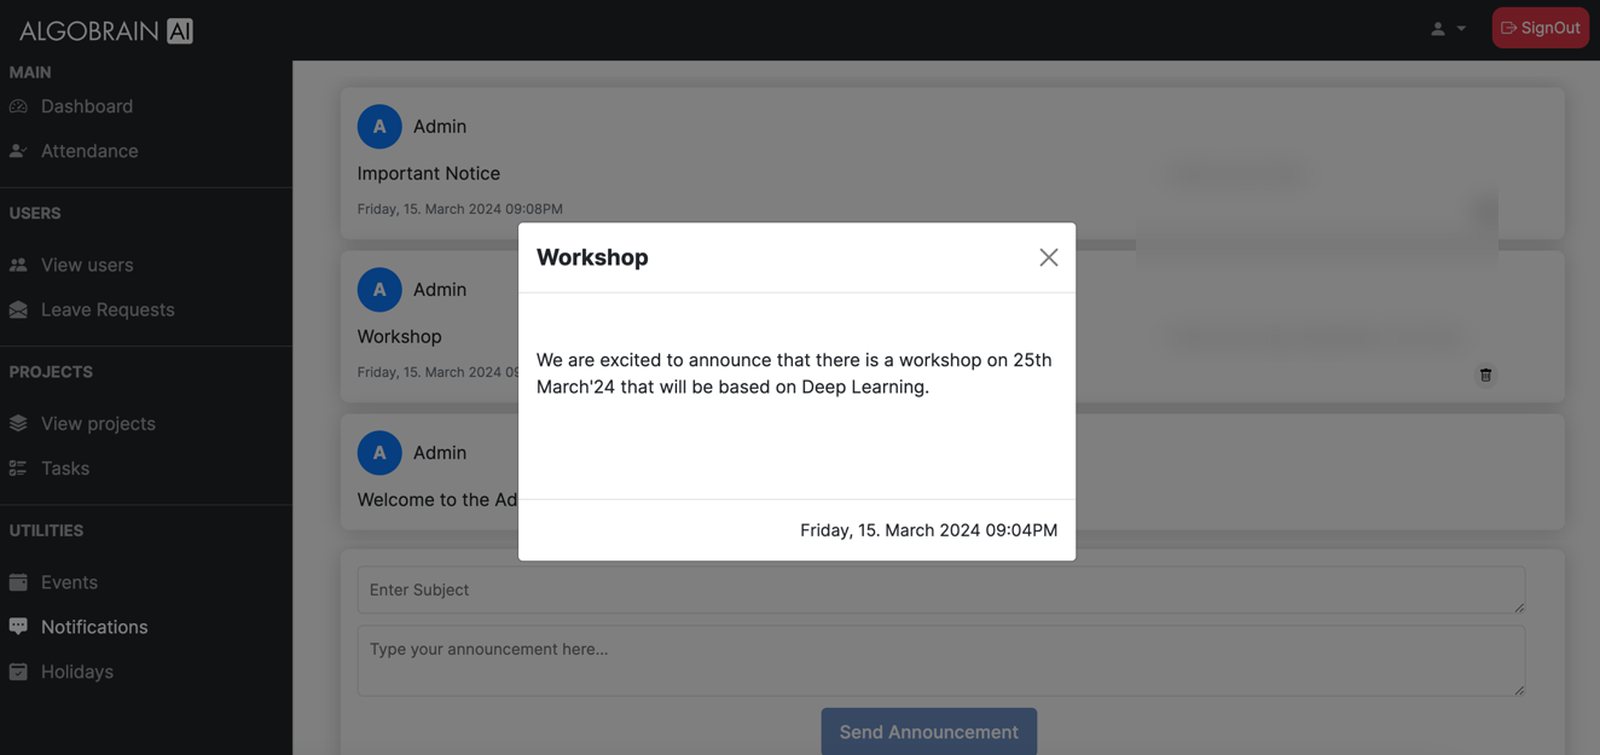 ALGOBRAIN AI
SignOut
MAIN
Dashboard
Attendance
USERS
View users
Leave Requests
PROJECTS
View projects
Tasks
UTILITIES
Events
Notifications
Holidays
A Admin
Important Notice
Friday, 15. March 2024 09:08PM
A Admin
Workshop
Friday, 15. March 2024
A Admin
Welcome to the
Workshop
We are excited to announce that there is a workshop on 25th
March'24 that will be based on Deep Learning.
Friday, 15. March 2024 09:04PM
Enter Subject
Type your announcement here...
Send Announcement